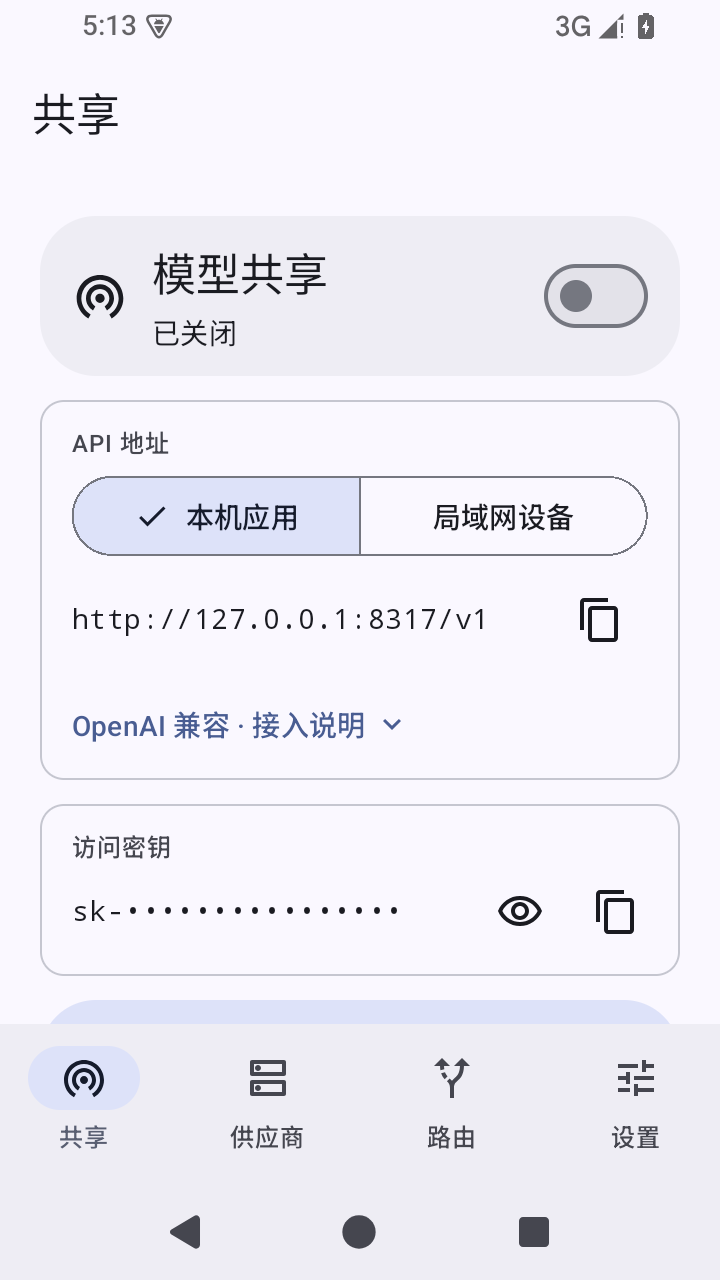 5:13
3G
共享
模型共享
已关闭
API 地址
本机应用
局域网设备
http://127.0.0.1:8317/v1
OpenAI 兼容 · 接入说明
访问密钥
sk-••••••••••••••••
共享
供应商
路由
设置